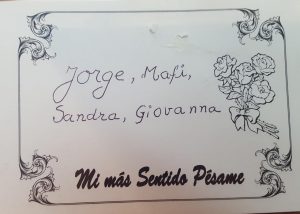 Jorge, Mafi,
Sandra, Giovanna
Mi más Sentido Pésame